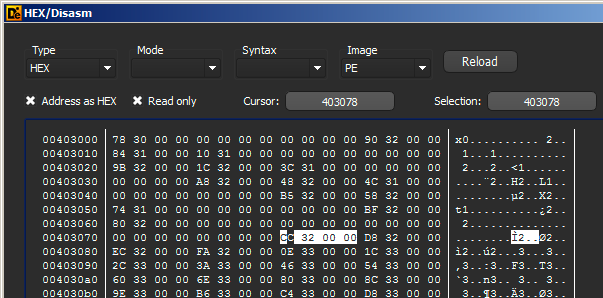 HEX/Disasm
Type Mode Syntax Image
HEX PE Reload
Address as HEX Read only Cursor: 403078 Selection: 403078
00403000 78 30 00 00 00 00 00 00 00 00 00 00 90 32 00 00 x0..........2..
00403010 84 31 00 00 10 31 00 00 00 00 00 00 00 00 00 00 1...1..........
00403020 9B 32 00 00 1C 32 00 00 3C 31 00 00 00 00 00 00 2...2..<1......
00403030 00 00 00 00 A8 32 00 00 48 32 00 00 4C 31 00 00 ....¨2..H2..L1..
00403040 00 00 00 00 00 00 00 00 B5 32 00 00 58 32 00 00 ........µ2..X2..
00403050 74 31 00 00 00 00 00 00 00 00 00 00 BF 32 00 00 t1..........¿2..
00403060 80 32 00 00 00 00 00 00 00 00 00 00 00 00 00 00 2..............
00403070 00 00 00 00 00 00 00 00 CC 32 00 00 D8 32 00 00 ........Ì2..Ø2..
00403080 EC 32 00 00 FA 32 00 00 0E 33 00 00 1C 33 00 00 ì2..ú2...3...3..
00403090 2C 33 00 00 3A 33 00 00 46 33 00 00 54 33 00 00 ,3..:3..F3..T3..
004030a0 60 33 00 00 6E 33 00 00 80 33 00 00 8C 33 00 00 `3..n3...3...3..
004030b0 9E 33 00 00 B6 33 00 00 C4 33 00 00 D8 33 00 00 3..¶3..Ä3..Ø3..